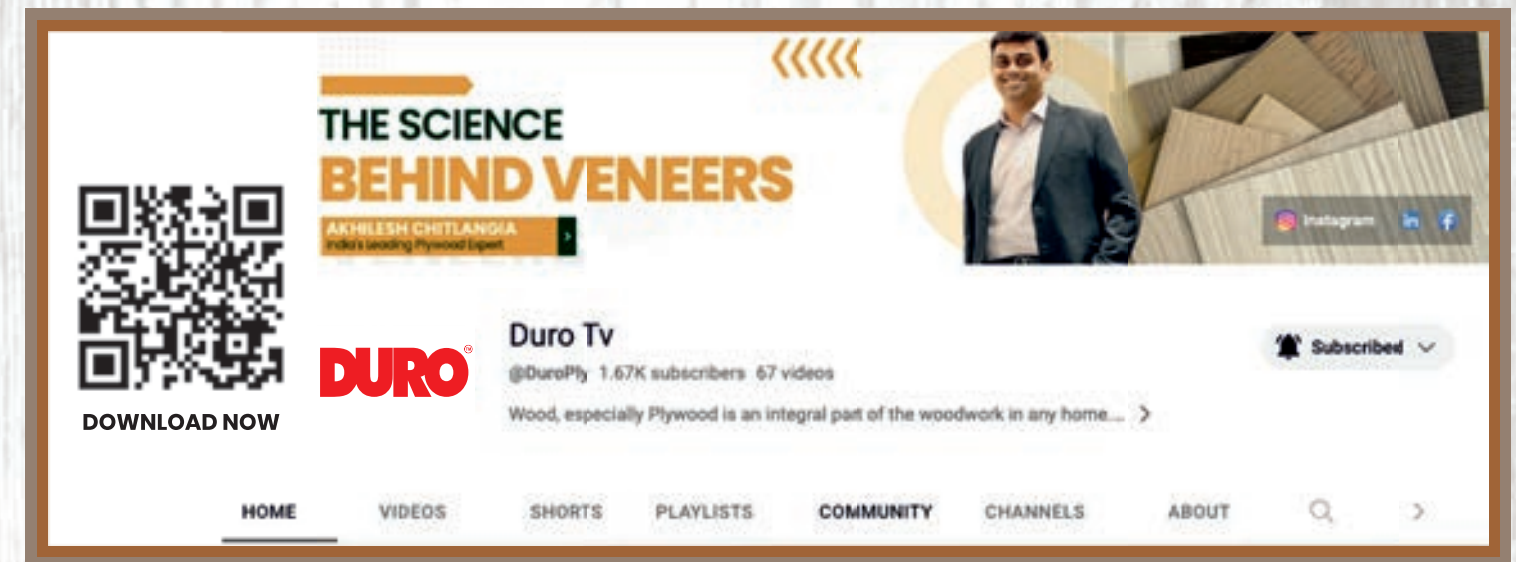 THE SCIENCE
BEHIND VENEERS
AKHILESH CHITLANGIA
India's Leading Plywood Expert
Instagram
DOWNLOAD NOW
DURO
Duro Tv
@DuroPly 1.67K subscribers 67 videos
Wood, especially Plywood is an integral part of the woodwork in any home...
Subscribed
HOME VIDEOS SHORTS PLAYLISTS COMMUNITY CHANNELS ABOUT